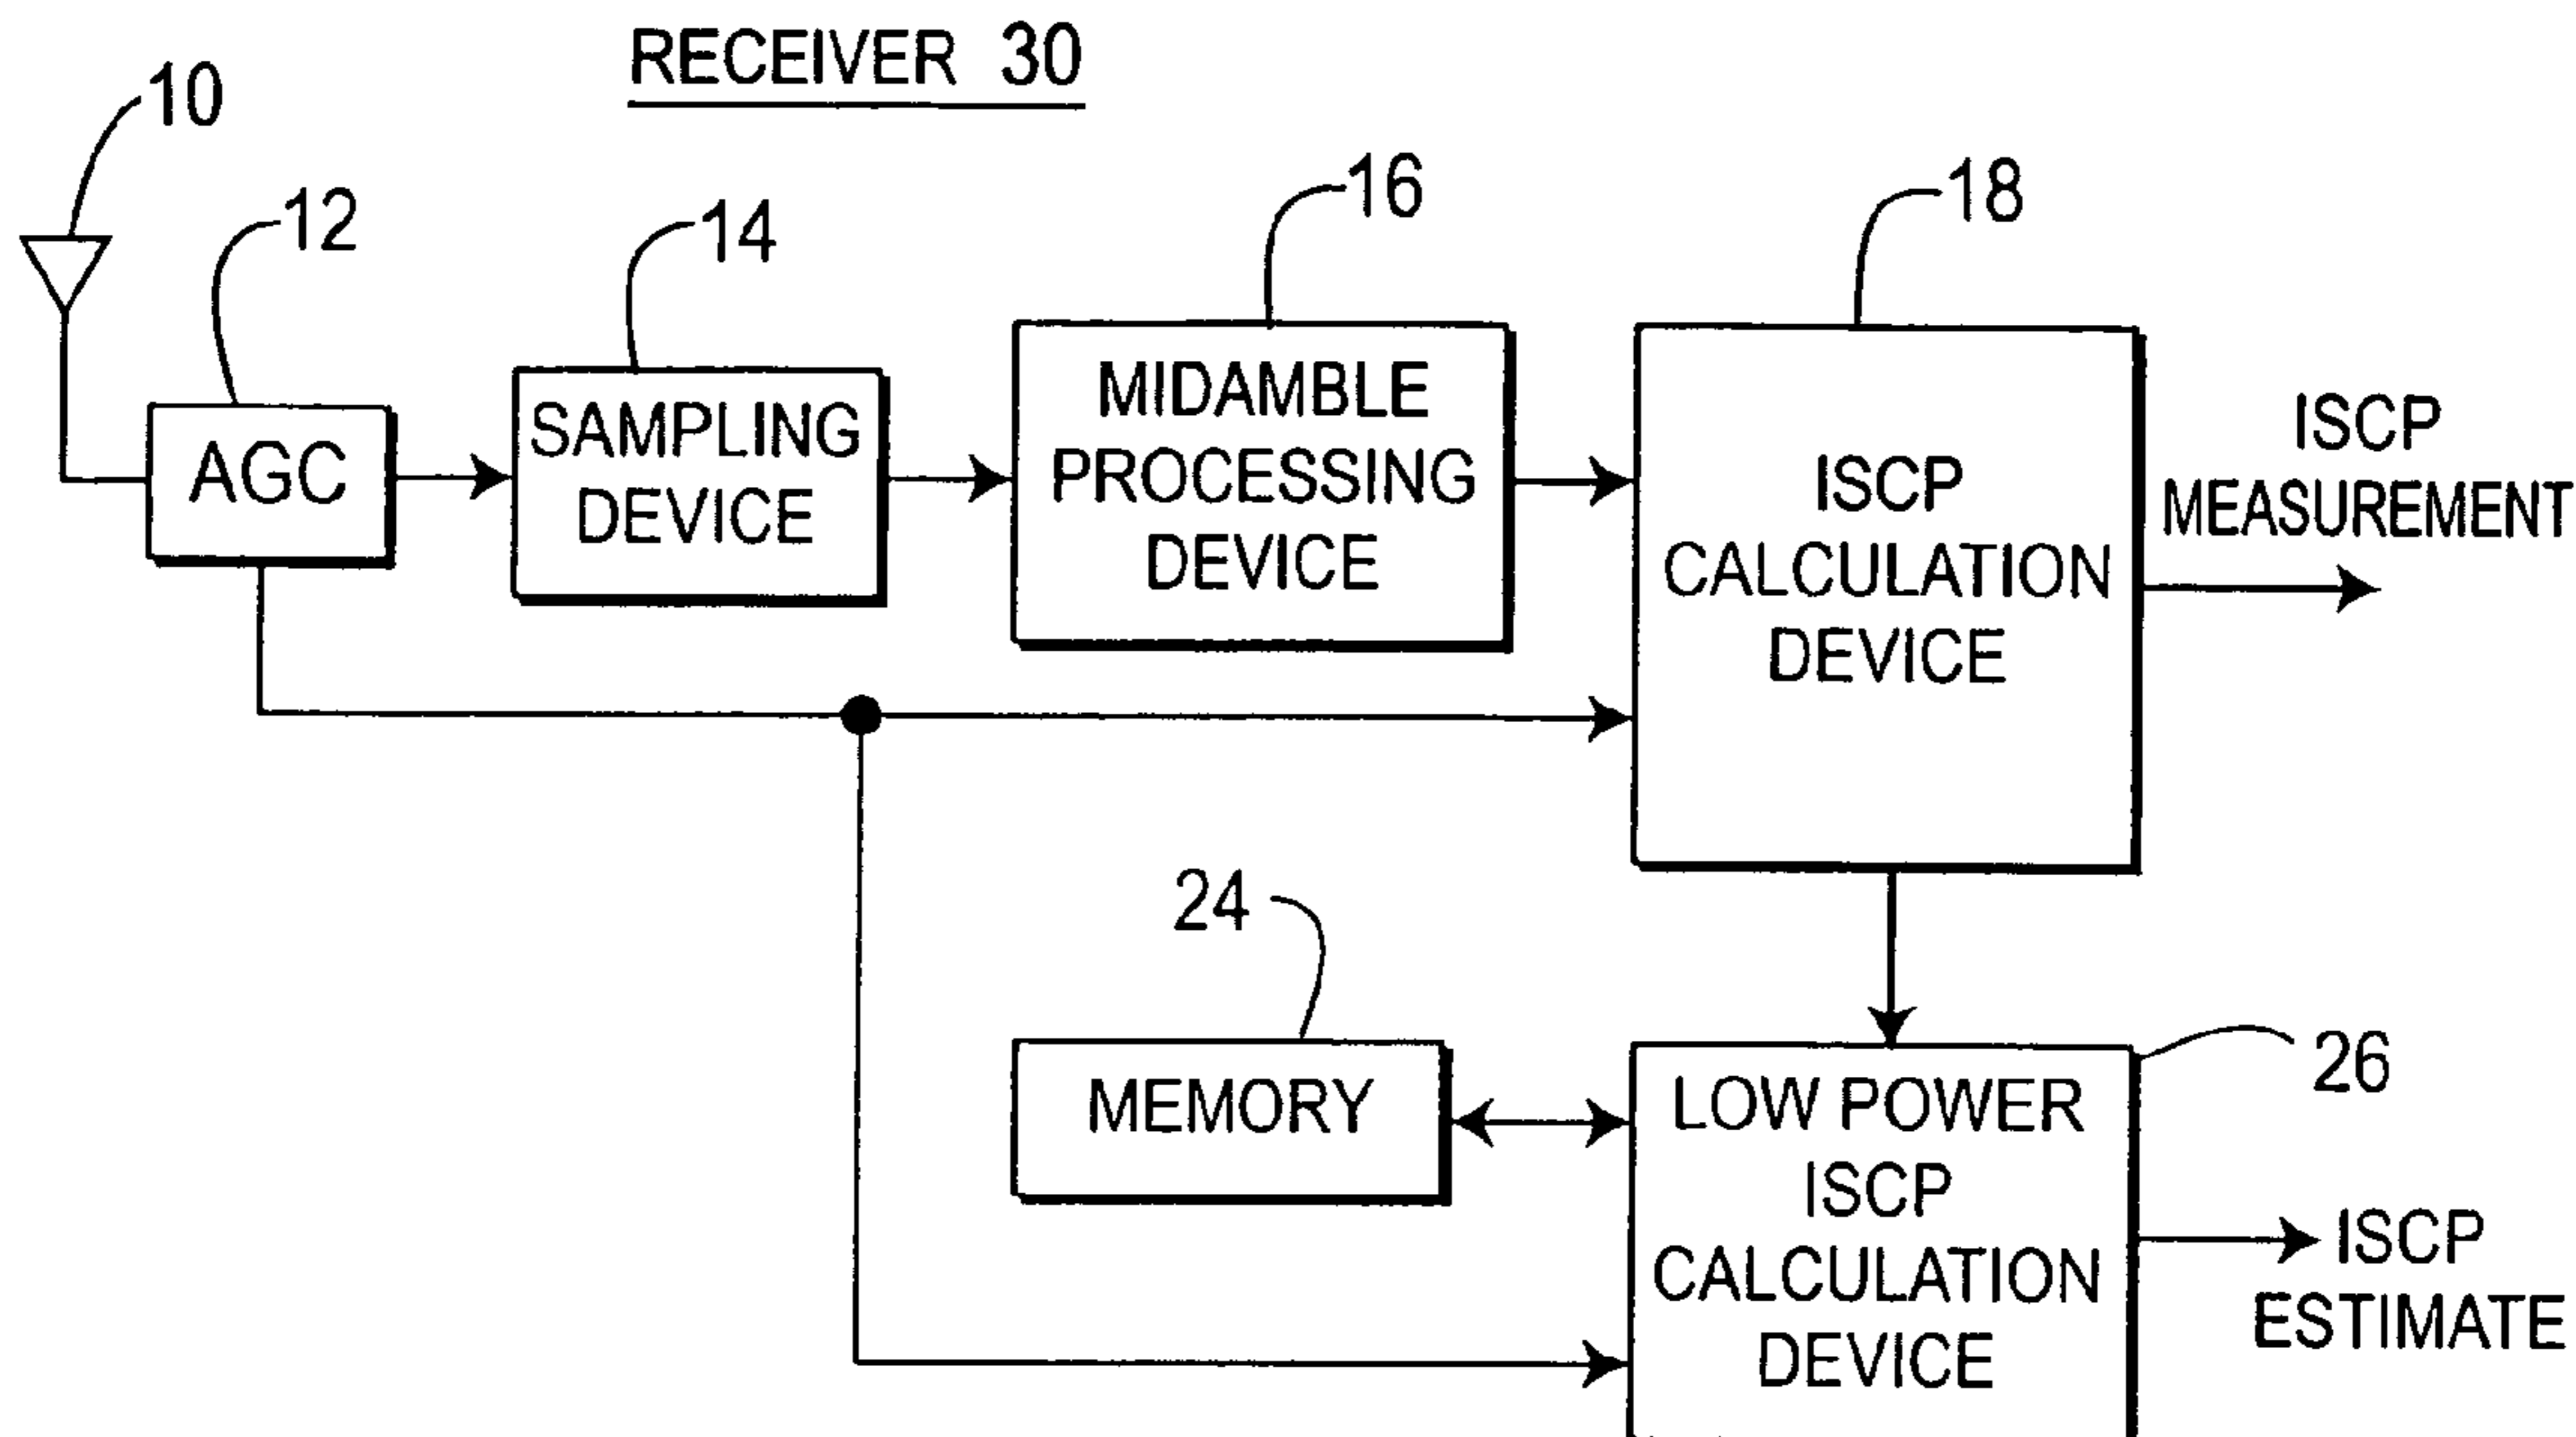 RECEIVER 30
10
12
14
16
18
AGC
SAMPLING
DEVICE
MIDAMBLE
PROCESSING
DEVICE
ISCP
CALCULATION
DEVICE
ISCP
MEASUREMENT
24
MEMORY
26
LOW POWER
ISCP
CALCULATION
DEVICE
ISCP
ESTIMATE